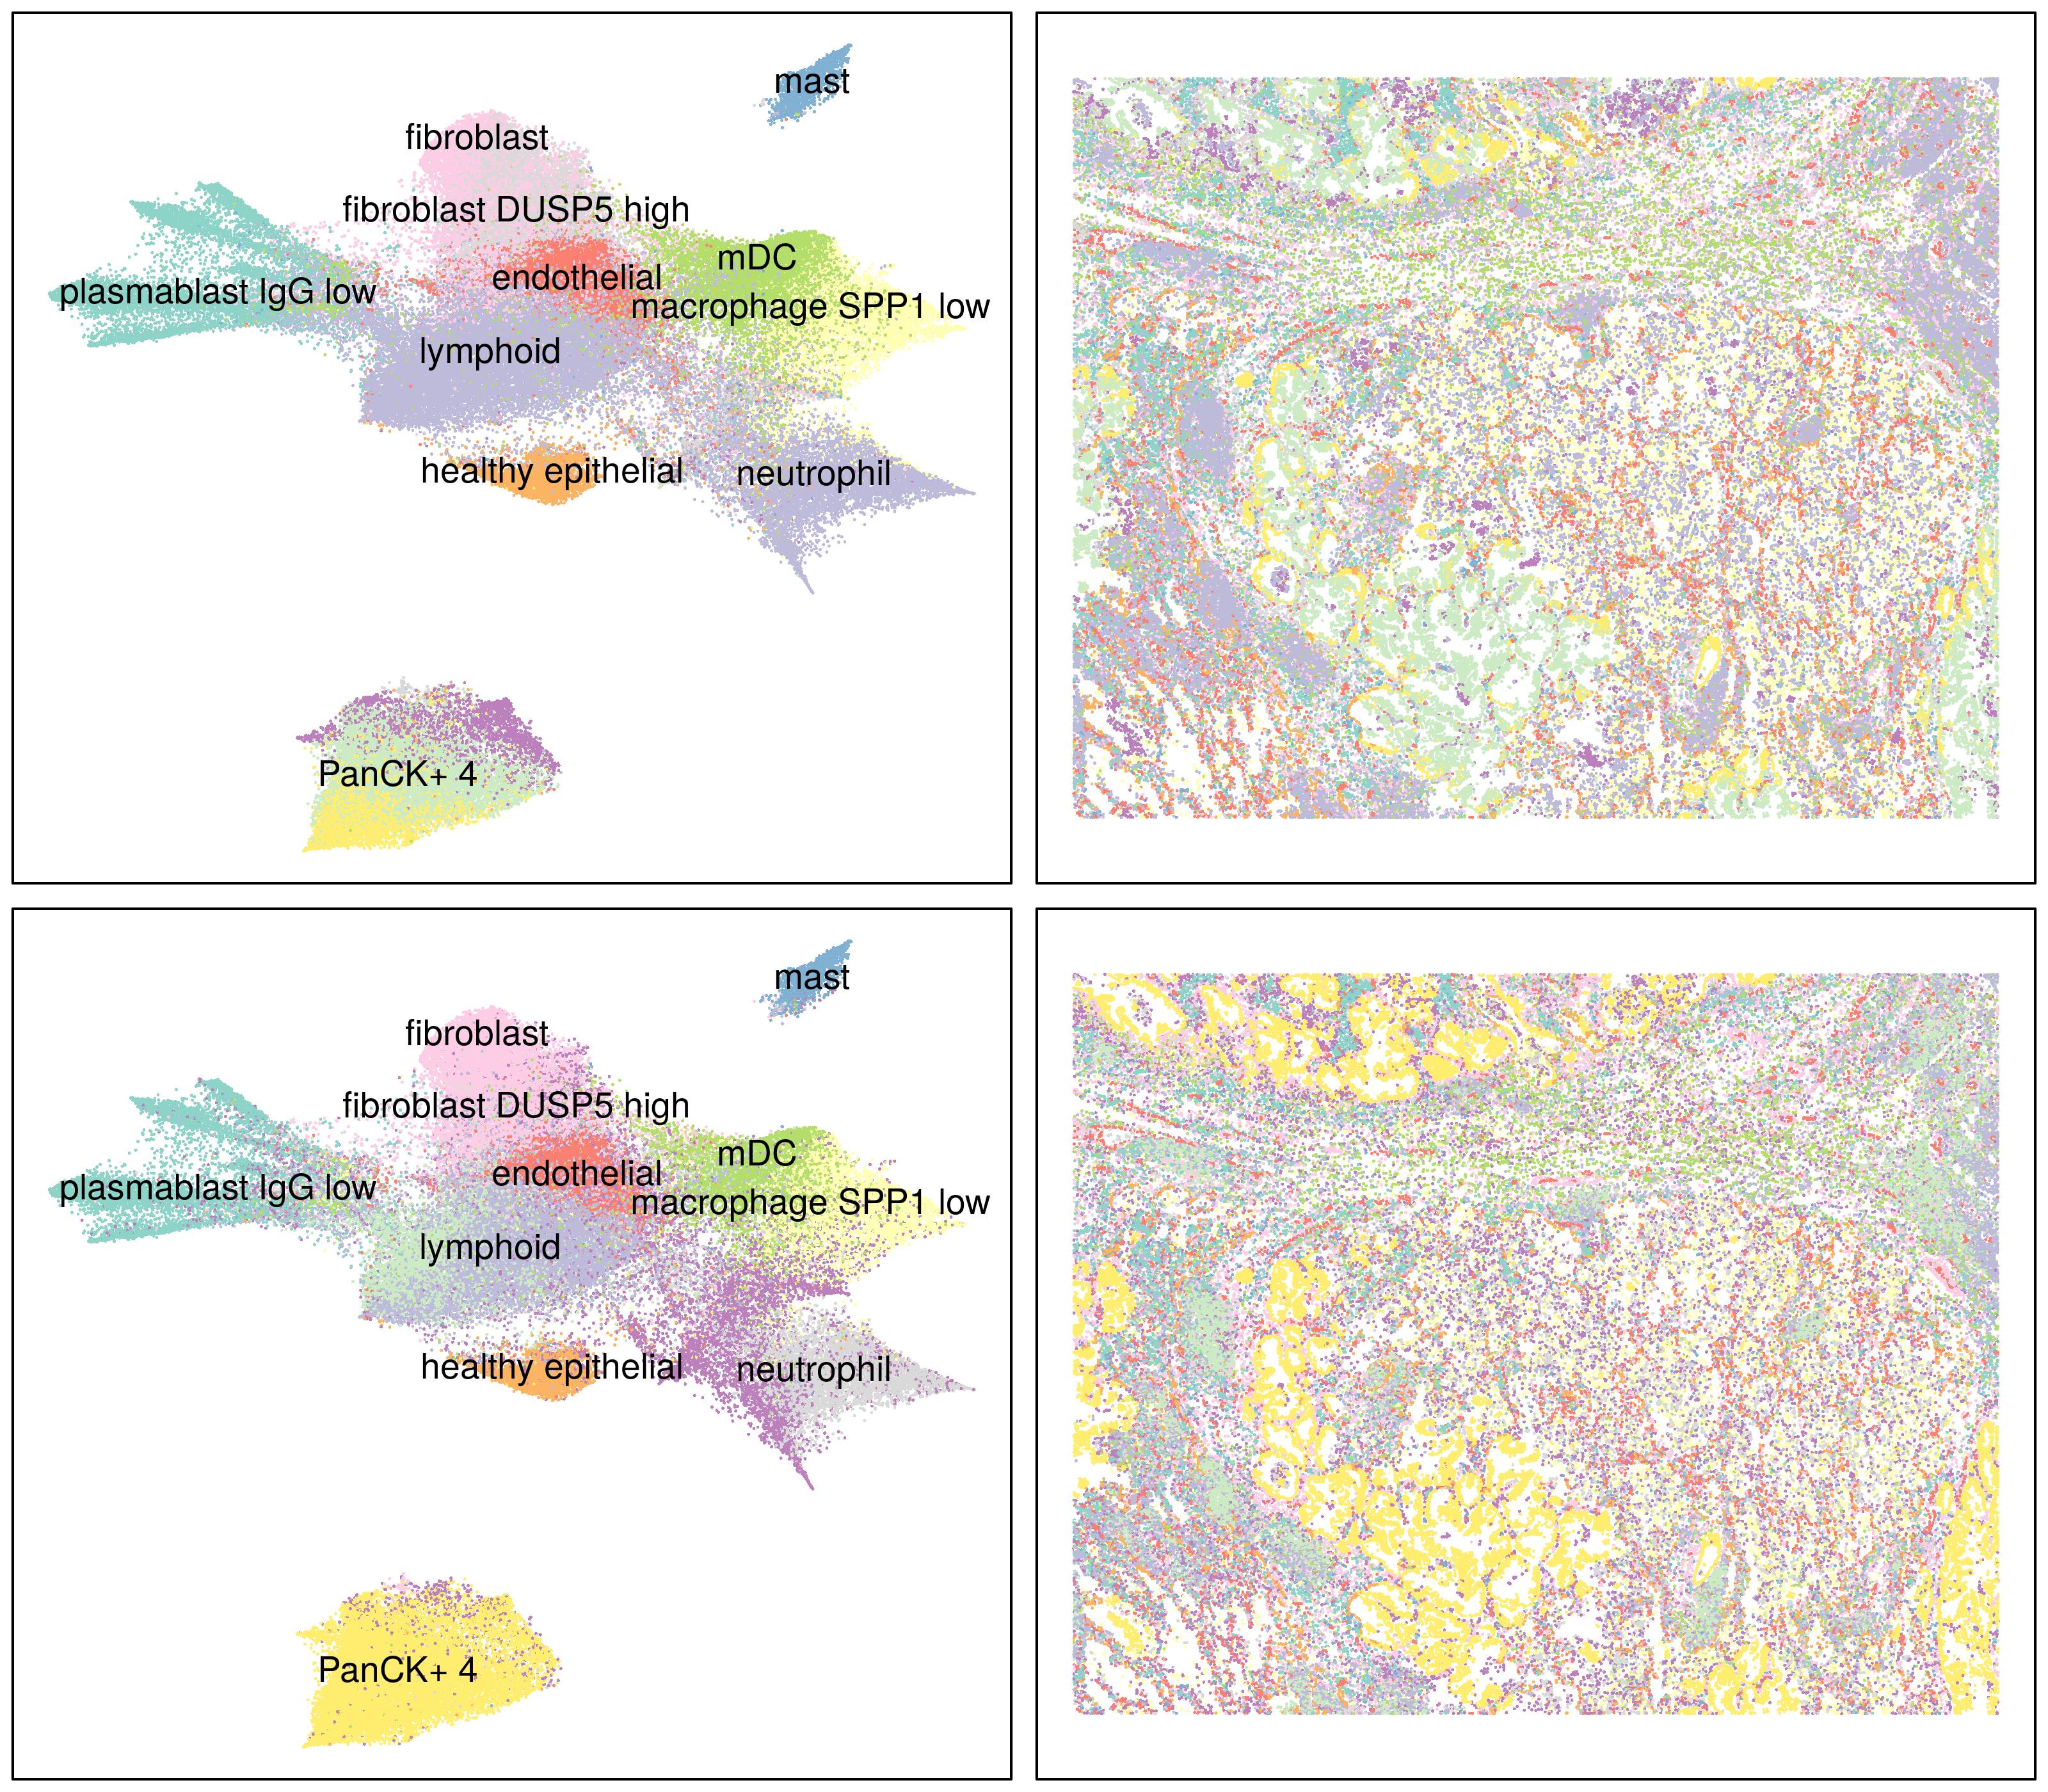 mast
fibroblast
fibroblast DUSP5 high
mDC
endothelial
plasmablast IgG low
macrophage SPP1 low
lymphoid
healthy epithelial
neutrophil
PanCK+ 4
mast
fibroblast
fibroblast DUSP5 high
mDC
endothelial
plasmablast IgG low
macrophage SPP1 low
lymphoid
healthy epithelial
neutrophil
PanCK+ 4